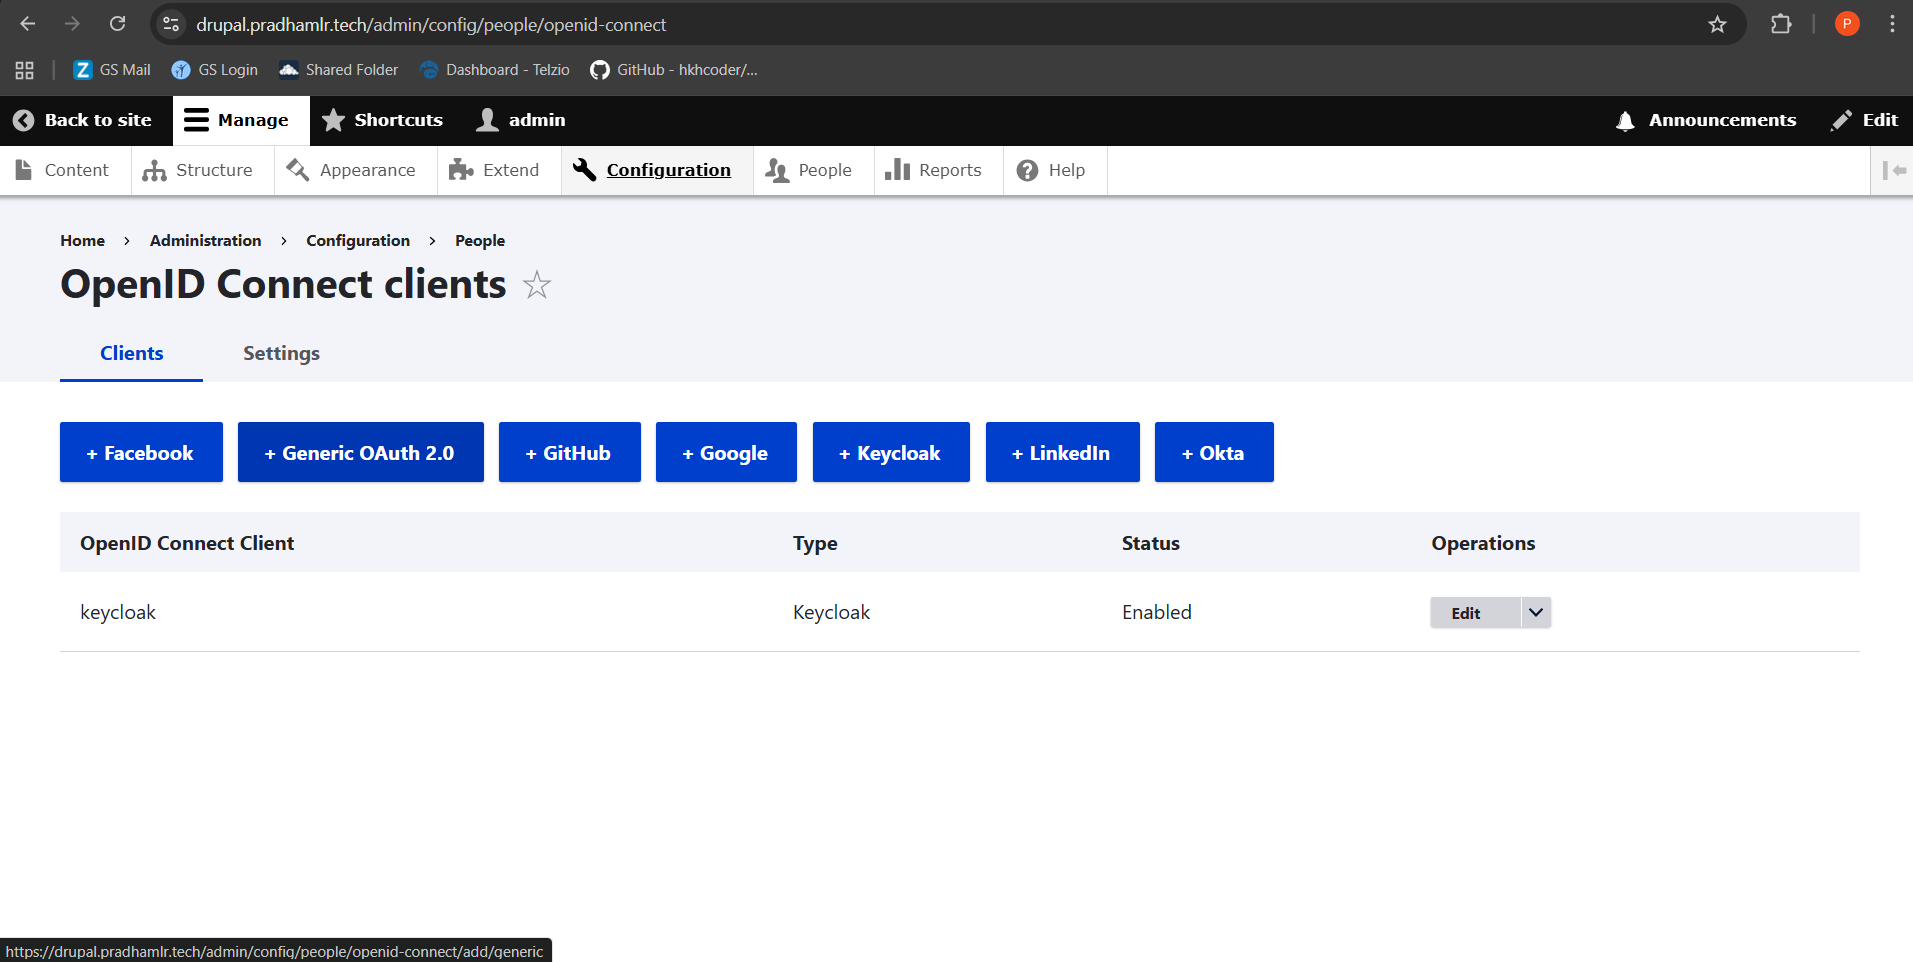 drupal.pradhamlr.tech/admin/config/people/openid-connect
P
GS Mail GS Login Shared Folder Dashboard - Telzio GitHub - hkhcoder/...
Back to site Manage Shortcuts admin Announcements Edit
Content Structure Appearance Extend Configuration People Reports Help
Home › Administration › Configuration › People
OpenID Connect clients
Clients Settings
+ Facebook + Generic OAuth 2.0 + GitHub + Google + Keycloak + LinkedIn + Okta
OpenID Connect Client Type Status Operations
keycloak Keycloak Enabled Edit
https://drupal.pradhamlr.tech/admin/config/people/openid-connect/add/generic